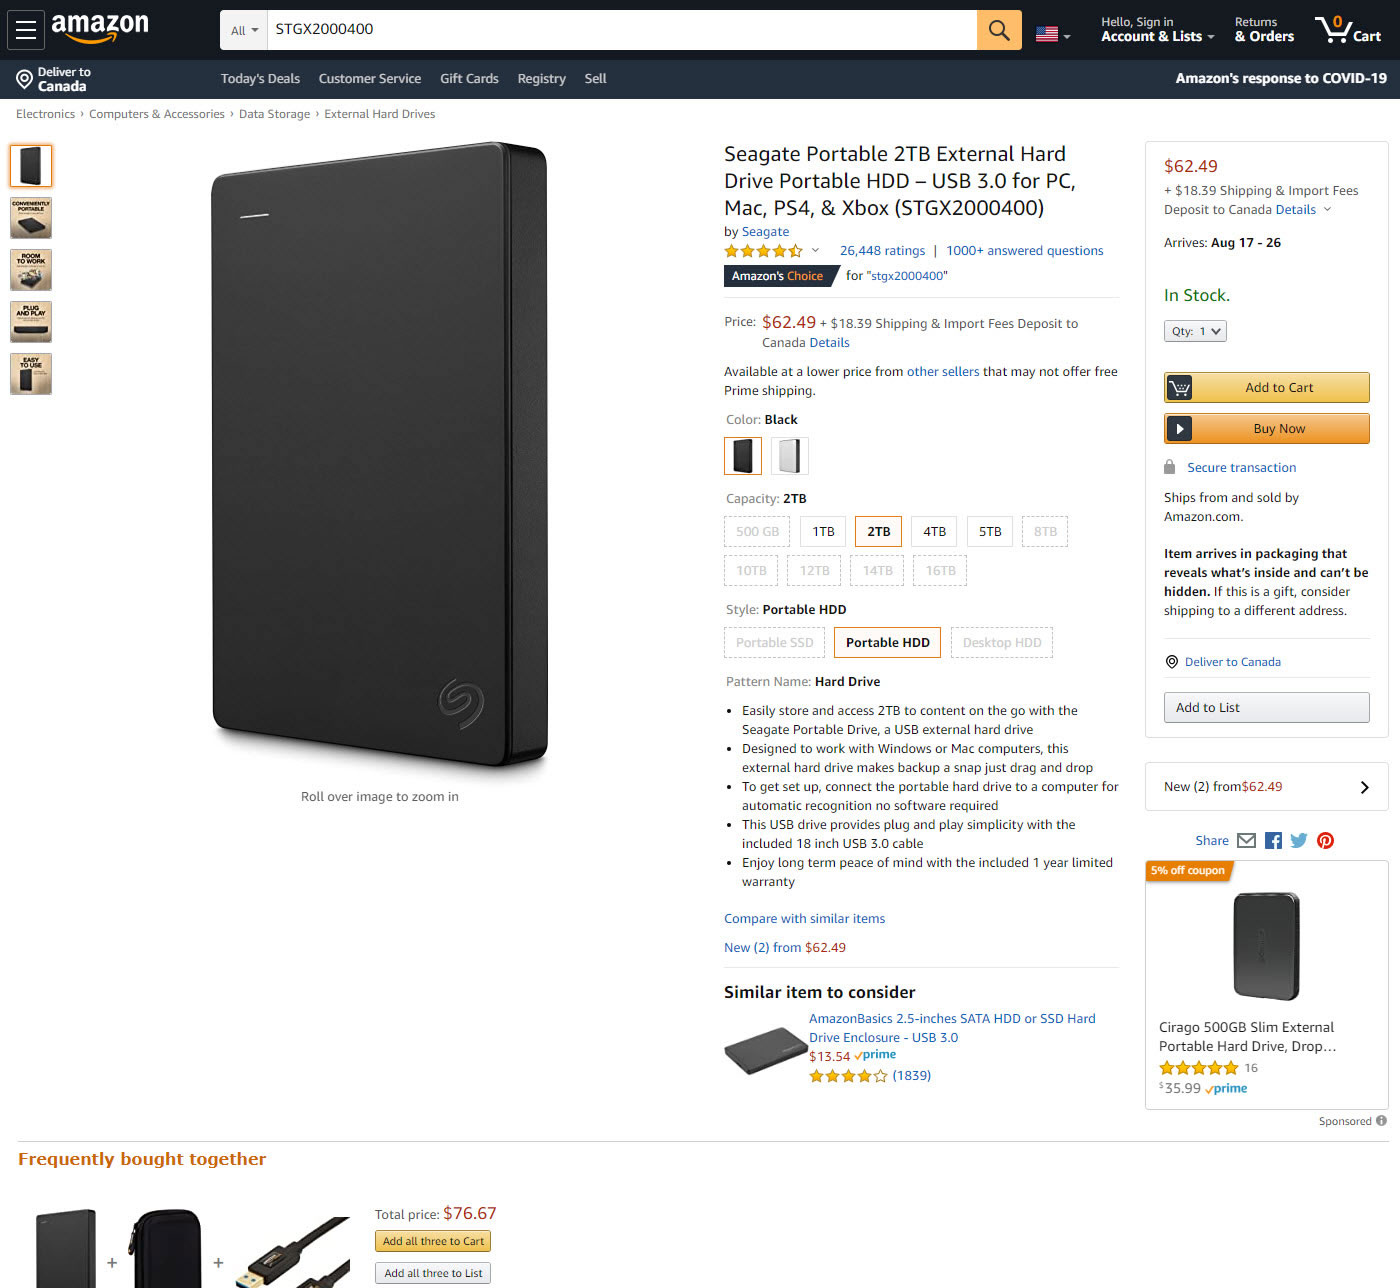 amazon
All
STGX2000400
Hello, Sign in
Account & Lists
Returns
& Orders
0
Cart
Deliver to
Canada
Today's Deals
Customer Service
Gift Cards
Registry
Sell
Amazon's response to COVID-19
Electronics › Computers & Accessories › Data Storage › External Hard Drives
CONVENIENTLY
PORTABLE
ROOM
TO WORK
PLUG
AND PLAY
EASY
TO USE
Roll over image to zoom in
Seagate Portable 2TB External Hard
Drive Portable HDD – USB 3.0 for PC,
Mac, PS4, & Xbox (STGX2000400)
by Seagate
26,448 ratings | 1000+ answered questions
Amazon's Choice for "stgx2000400"
Price: $62.49 + $18.39 Shipping & Import Fees Deposit to
Canada Details
Available at a lower price from other sellers that may not offer free
Prime shipping.
Color: Black
Capacity: 2TB
500 GB 1TB 2TB 4TB 5TB 8TB
10TB 12TB 14TB 16TB
Style: Portable HDD
Portable SSD Portable HDD Desktop HDD
Pattern Name: Hard Drive
• Easily store and access 2TB to content on the go with the
Seagate Portable Drive, a USB external hard drive
• Designed to work with Windows or Mac computers, this
external hard drive makes backup a snap just drag and drop
• To get set up, connect the portable hard drive to a computer for
automatic recognition no software required
• This USB drive provides plug and play simplicity with the
included 18 inch USB 3.0 cable
• Enjoy long term peace of mind with the included 1 year limited
warranty
Compare with similar items
New (2) from $62.49
Similar item to consider
AmazonBasics 2.5-inches SATA HDD or SSD Hard
Drive Enclosure - USB 3.0
$13.54 prime
(1839)
$62.49
+ $18.39 Shipping & Import Fees
Deposit to Canada Details
Arrives: Aug 17 - 26
In Stock.
Qty: 1
Add to Cart
Buy Now
Secure transaction
Ships from and sold by
Amazon.com.
Item arrives in packaging that
reveals what's inside and can't be
hidden. If this is a gift, consider
shipping to a different address.
Deliver to Canada
Add to List
New (2) from$62.49
Share
5% off coupon
Cirago 500GB Slim External
Portable Hard Drive, Drop...
16
$35.99 prime
Sponsored
Frequently bought together
Total price: $76.67
+ +
Add all three to Cart
Add all three to List